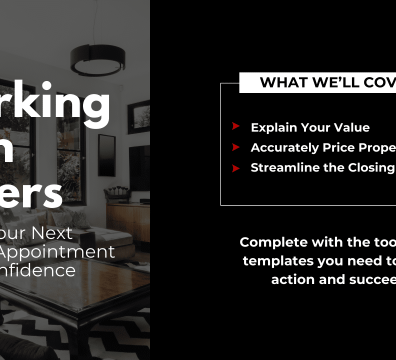 rking
n
ers
our Next
Appointment
nfidence
WHAT WE'LL COV
Explain Your Value
Accurately Price Prope
Streamline the Closing
Complete with the too
templates you need to
action and succee